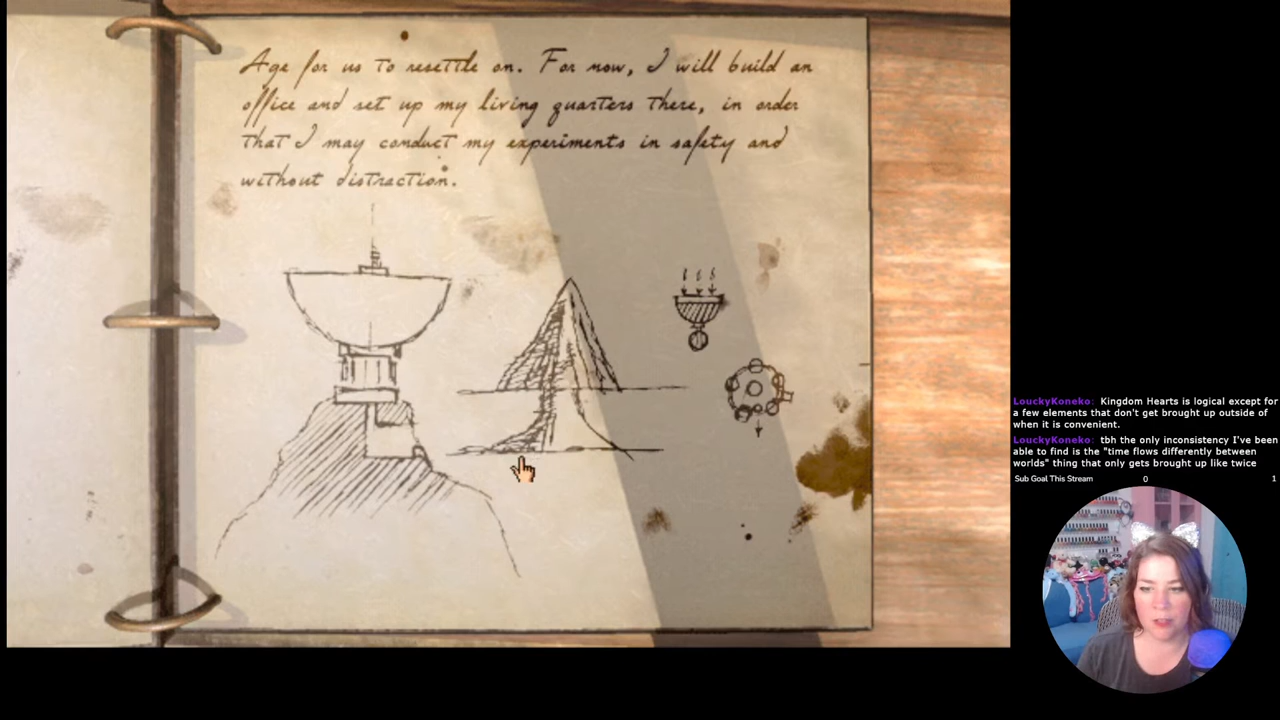 Age for us to resettle on. For now, I will build an
office and set up my living quarters there, in order
that I may conduct my experiments in safety and
without distraction.
LouckyKoneko: Kingdom Hearts is logical except for
a few elements that don't get brought up outside of
when it is convenient.
LouckyKoneko: tbh the only inconsistency I've been
able to find is the "time flows differently between
worlds" thing that only gets brought up like twice
Sub Goal This Stream 0 1